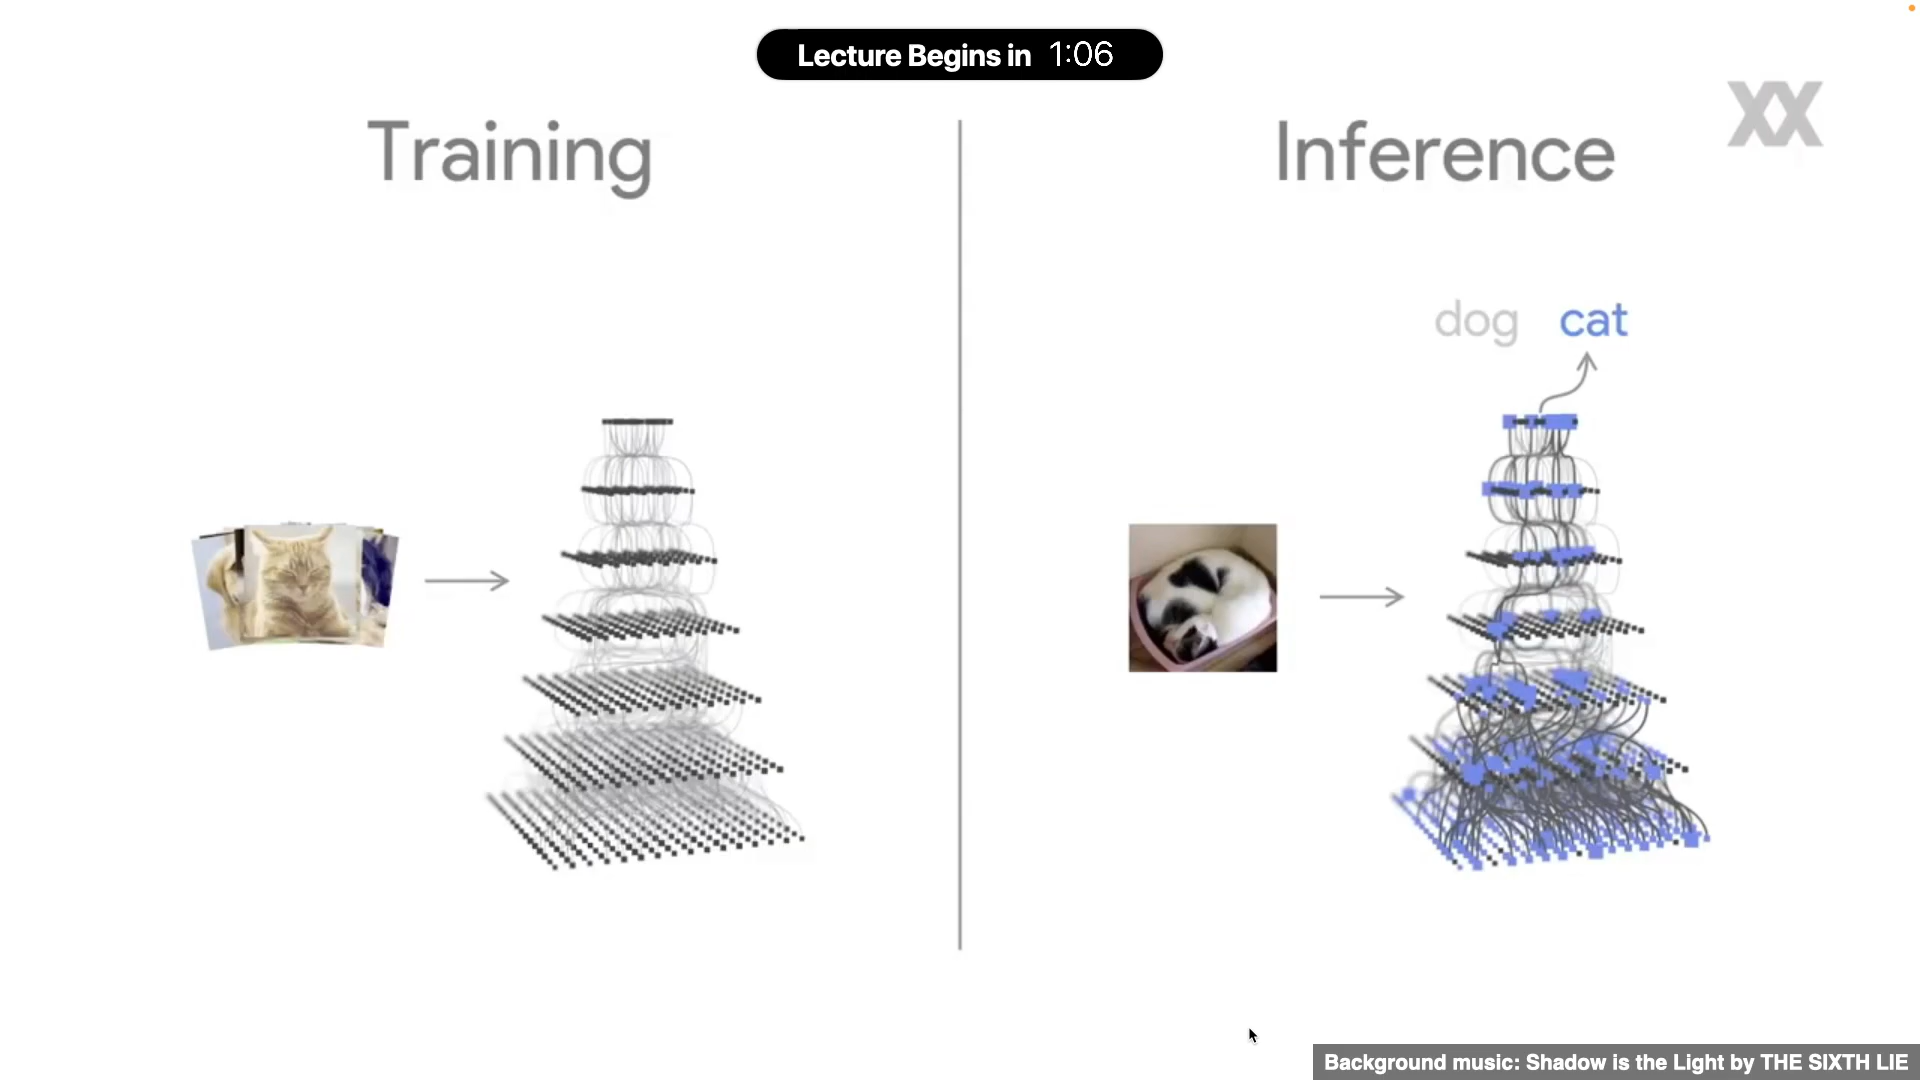 Lecture Begins in 1:06
Training
Inference
XX
dog cat
Background music: Shadow is the Light by THE SIXTH LIE